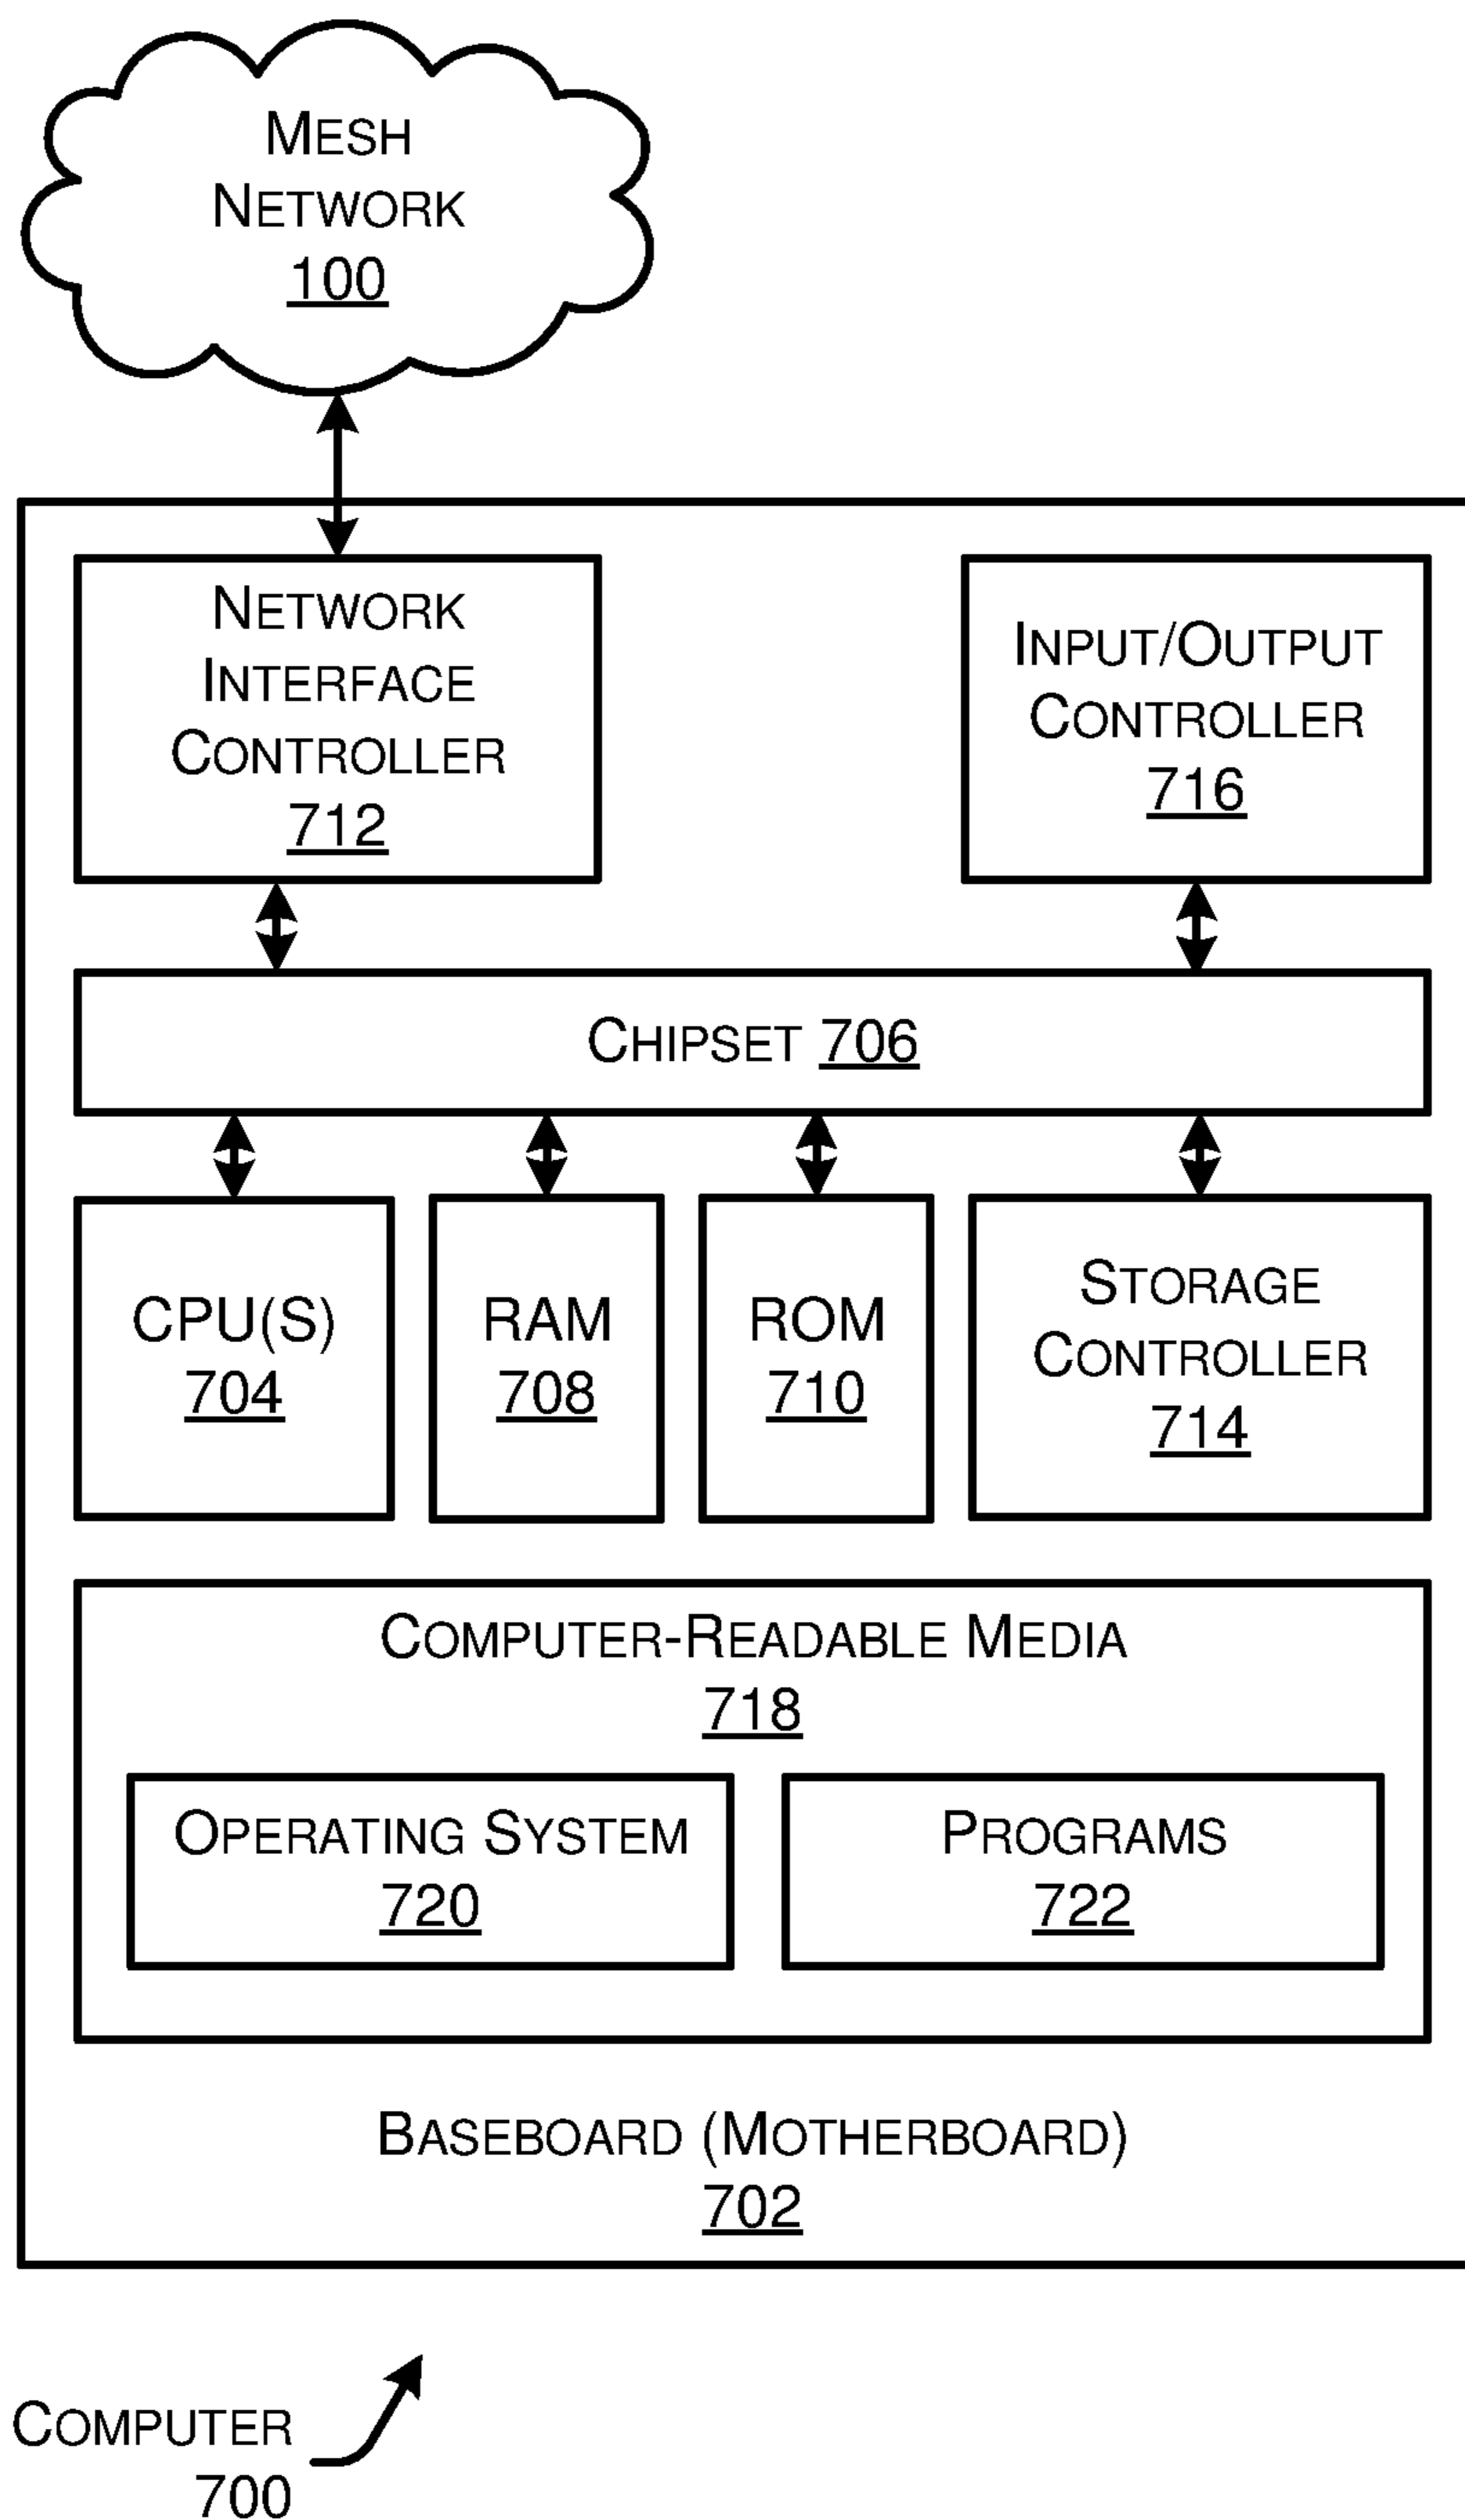 MESH
NETWORK
100
NETWORK
INTERFACE
CONTROLLER
712
INPUT/OUTPUT
CONTROLLER
716
CHIPSET 706
CPU(S)
704
RAM
708
ROM
710
STORAGE
CONTROLLER
714
COMPUTER-READABLE MEDIA
718
OPERATING SYSTEM
720
PROGRAMS
722
BASEBOARD (MOTHERBOARD)
702
COMPUTER
700